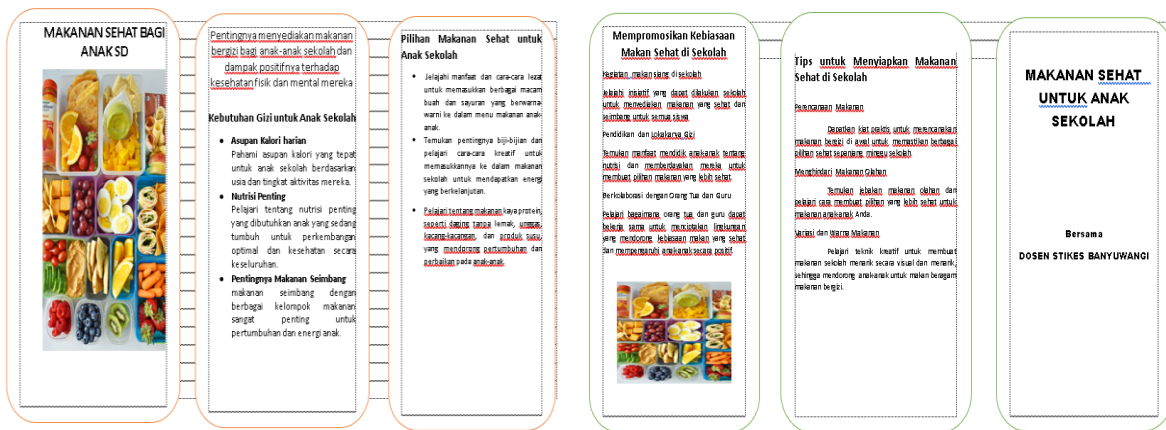 MAKANAN SEHAT BAGI
ANAK SD
Pentingnya menyediakan makanan
bergizi bagi anak-anak sekolah dan
dampak positifnya terhadap
kesehatan fisik dan mental mereka
Kebutuhan Gizi untuk Anak Sekolah
• Asupan Kalori harian
Pahami asupan kalori yang tepat
untuk anak sekolah berdasarkan
usia dan tingkat aktivitas mereka.
• Nutrisi Penting
Pelajari tentang nutrisi penting
yang dibutuhkan anak yang sedang
tumbuh untuk perkembangan
optimal dan kesehatan secara
keseluruhan.
• Pentingnya Makanan Seimbang
makanan seimbang dengan
berbagai kelompok makanan
sangat penting untuk
pertumbuhan dan energi anak.
Pilihan Makanan Sehat untuk
Anak Sekolah
• Jelajahi manfaat dan cara-cara lezat
untuk memasukkan berbagai macam
buah dan sayuran yang berwarna-
warni ke dalam menu makanan anak-
anak.
• Temukan pentingnya biji-bijian dan
pelajari cara-cara kreatif untuk
memasukkannya ke dalam makanan
sekolah untuk mendapatkan energi
yang berkelanjutan.
• Pelajari tentang makanan kaya protein,
seperti daging tanpa lemak, unggas,
kacang-kacangan, dan produk susu,
yang mendorong pertumbuhan dan
perbaikan pada anak-anak.
Mempromosikan Kebiasaan
Makan Sehat di Sekolah
Kegiatan makan siang di sekolah
Jelajahi inisiatif yang dapat dilakukan sekolah
untuk menyediakan makanan yang sehat dan
seimbang untuk semua siswa
Pendidikan dan Lokakarya Gizi
Temukan manfaat mendidik anak-anak tentang
nutrisi dan memberdayakan mereka untuk
membuat pilihan makanan yang lebih sehat.
Berkolaborasi dengan Orang Tua dan Guru
Pelajari bagaimana orang tua dan guru dapat
bekerja sama untuk menciptakan lingkungan
yang mendorong kebiasaan makan yang sehat
dan mempengaruhi anak-anak secara positif.
Tips untuk Menyiapkan Makanan
Sehat di Sekolah
Perencanaan Makanan
Dapatkan kiat praktis untuk merencanakan
makanan bergizi di awal untuk memastikan berbagai
pilihan sehat sepanjang minggu sekolah.
Menghindari Makanan Olahan
Temukan jebakan makanan olahan dan
pelajari cara membuat pilihan yang lebih sehat untuk
makanan anak-anak Anda.
Variasi dan Warna Makanan
Pelajari teknik kreatif untuk membuat
makanan sekolah menarik secara visual dan menarik,
sehingga mendorong anak-anak untuk makan beragam
makanan bergizi.
MAKANAN SEHAT
UNTUK ANAK
SEKOLAH
Bersama
DOSEN STIKES BANYUWANGI